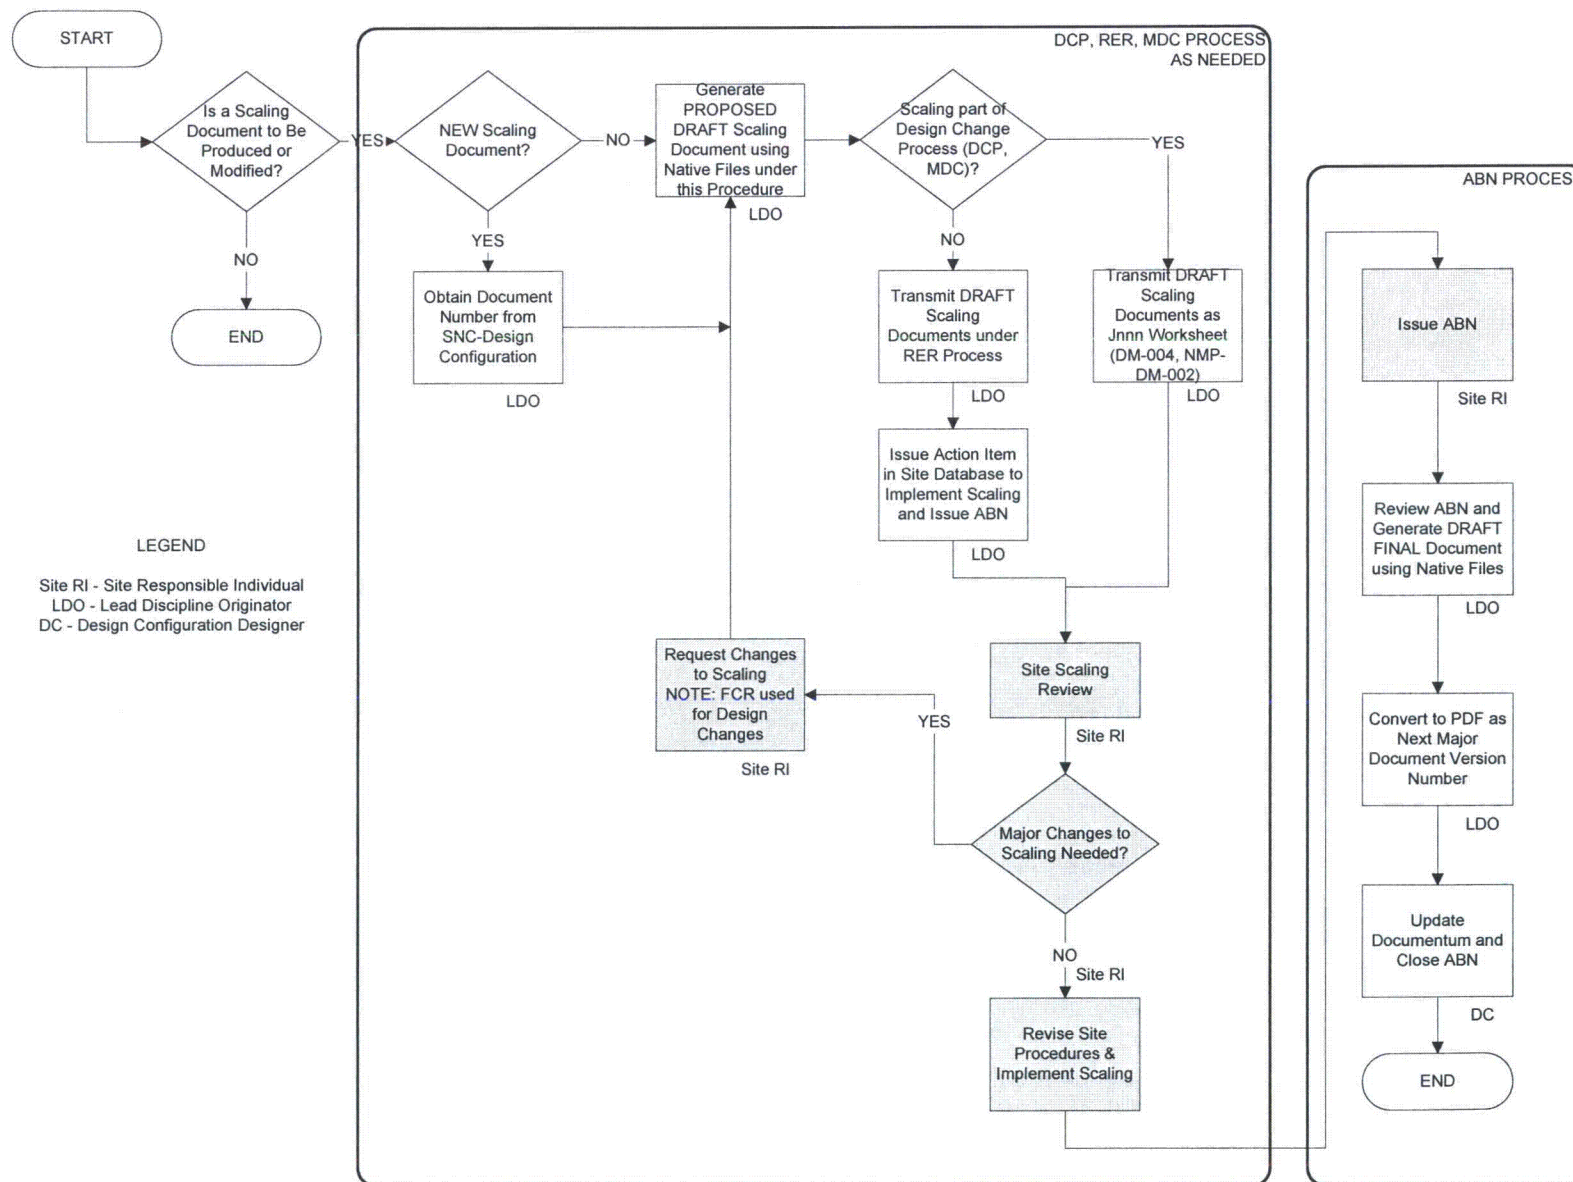 START
DCP, RER, MDC PROCESS
AS NEEDED
Is a Scaling
Document to Be
Produced or
Modified?
YES
NO
END
NEW Scaling
Document?
NO
YES
Obtain Document
Number from
SNC-Design
Configuration
LDO
Generate
PROPOSED
DRAFT Scaling
Document using
Native Files under
this Procedure
LDO
Scaling part of
Design Change
Process (DCP,
MDC)?
YES
NO
Transmit DRAFT
Scaling
Documents under
RER Process
LDO
Transmit DRAFT
Scaling
Documents as
Jnnn Worksheet
(DM-004, NMP-
DM-002)
LDO
Issue Action Item
in Site Database to
Implement Scaling
and Issue ABN
LDO
LEGEND
Site RI - Site Responsible Individual
LDO - Lead Discipline Originator
DC - Design Configuration Designer
Request Changes
to Scaling
NOTE: FCR used
for Design
Changes
Site RI
YES
Site Scaling
Review
Site RI
Major Changes to
Scaling Needed?
NO
Site RI
Revise Site
Procedures &
Implement Scaling
ABN PROCES
Issue ABN
Site RI
Review ABN and
Generate DRAFT
FINAL Document
using Native Files
LDO
Convert to PDF as
Next Major
Document Version
Number
LDO
Update
Documentum and
Close ABN
DC
END